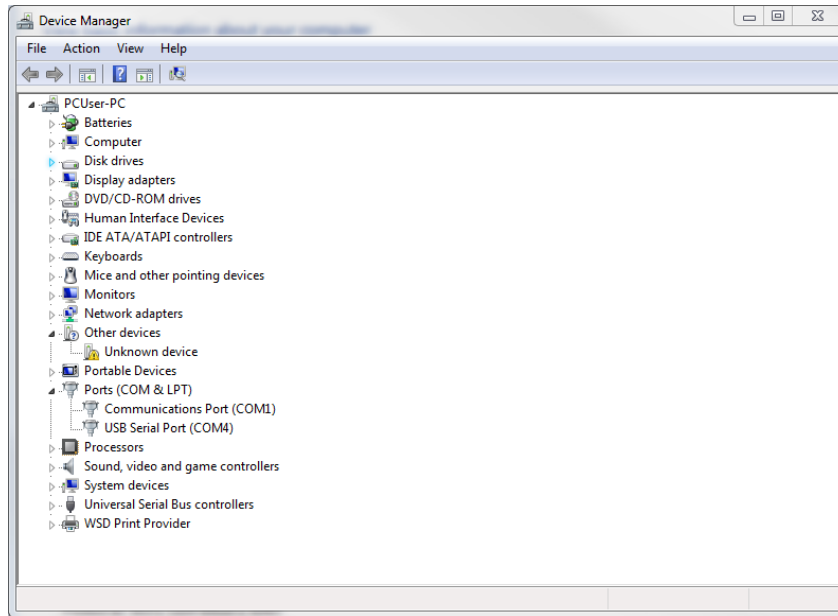 Device Manager
File Action View Help
PCUser-PC
Batteries
Computer
Disk drives
Display adapters
DVD/CD-ROM drives
Human Interface Devices
IDE ATA/ATAPI controllers
Keyboards
Mice and other pointing devices
Monitors
Network adapters
Other devices
Unknown device
Portable Devices
Ports (COM & LPT)
Communications Port (COM1)
USB Serial Port (COM4)
Processors
Sound, video and game controllers
System devices
Universal Serial Bus controllers
WSD Print Provider